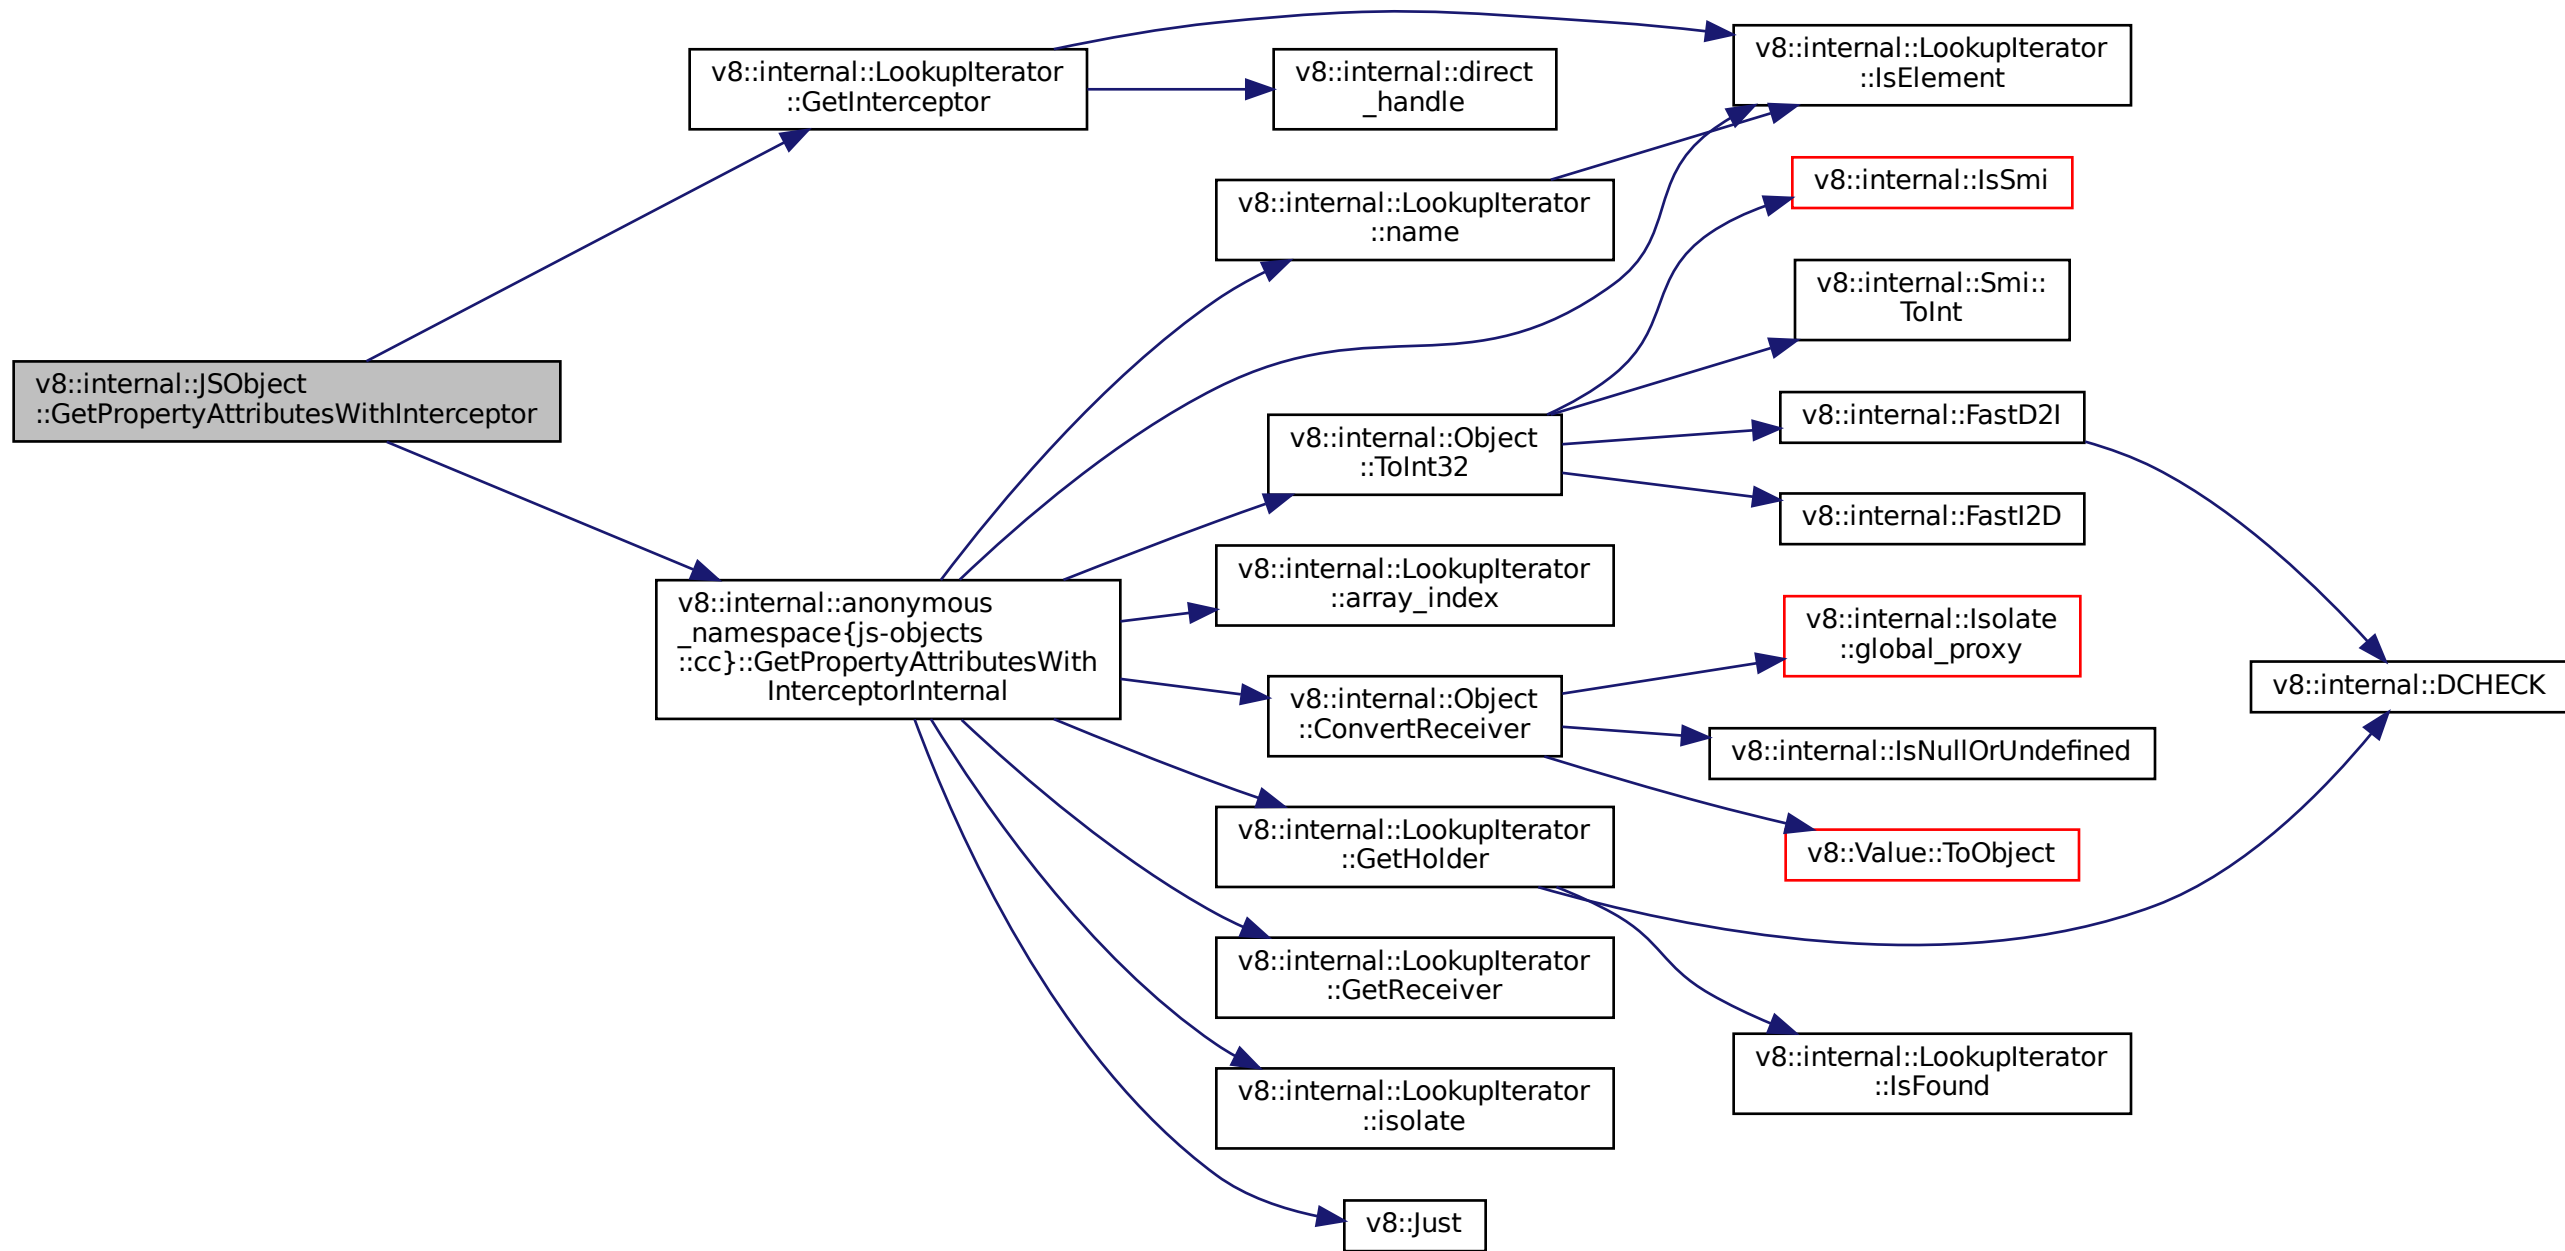 v8::internal::JSObject
::GetPropertyAttributesWithInterceptor
v8::internal::LookupIterator
::GetInterceptor
v8::internal::anonymous
_namespace{js-objects
::cc}::GetPropertyAttributesWith
InterceptorInternal
v8::internal::direct
_handle
v8::internal::LookupIterator
::name
v8::internal::Object
::ToInt32
v8::internal::LookupIterator
::array_index
v8::internal::Object
::ConvertReceiver
v8::internal::LookupIterator
::GetHolder
v8::internal::LookupIterator
::GetReceiver
v8::internal::LookupIterator
::isolate
v8::Just
v8::internal::LookupIterator
::IsElement
v8::internal::IsSmi
v8::internal::Smi::
ToInt
v8::internal::FastD2I
v8::internal::FastI2D
v8::internal::Isolate
::global_proxy
v8::internal::IsNullOrUndefined
v8::Value::ToObject
v8::internal::LookupIterator
::IsFound
v8::internal::DCHECK